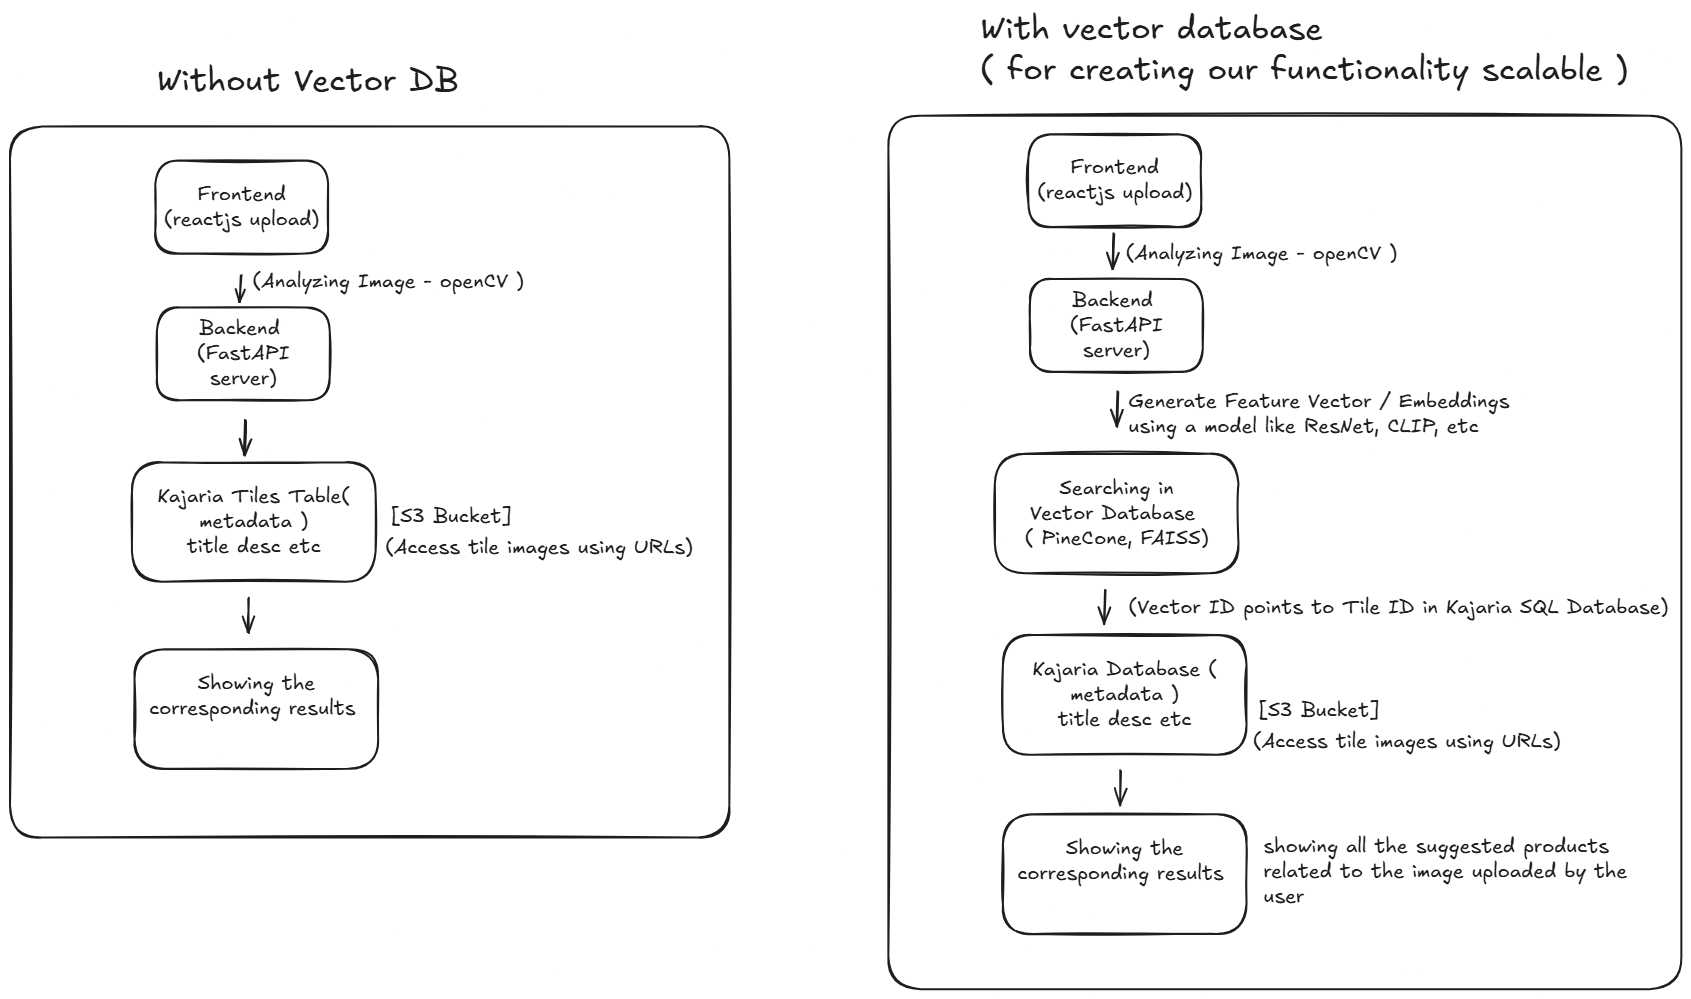 Without Vector DB
Frontend
(reactjs upload)
(Analyzing Image - openCV )
Backend
(FastAPI
server)
Kajaria Tiles Table(
metadata )
title desc etc
[S3 Bucket]
(Access tile images using URLs)
Showing the
corresponding results
With vector database
( for creating our functionality scalable )
Frontend
(reactjs upload)
(Analyzing Image - openCV )
Backend
(FastAPI
server)
Generate Feature Vector / Embeddings
using a model like ResNet, CLIP, etc
Searching in
Vector Database
( PineCone, FAISS)
(Vector ID points to Tile ID in Kajaria SQL Database)
Kajaria Database (
metadata )
title desc etc
[S3 Bucket]
(Access tile images using URLs)
Showing the
corresponding results
showing all the suggested products
related to the image uploaded by the
user